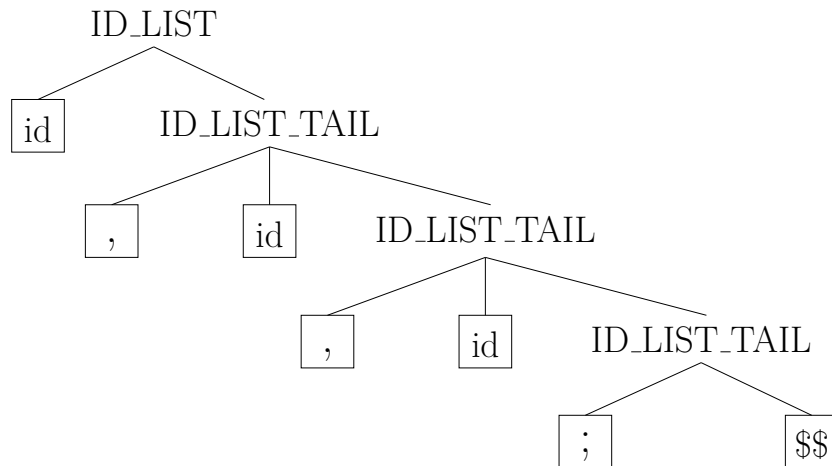 ID_LIST
id ID_LIST_TAIL
, id ID_LIST_TAIL
, id ID_LIST_TAIL
; $$